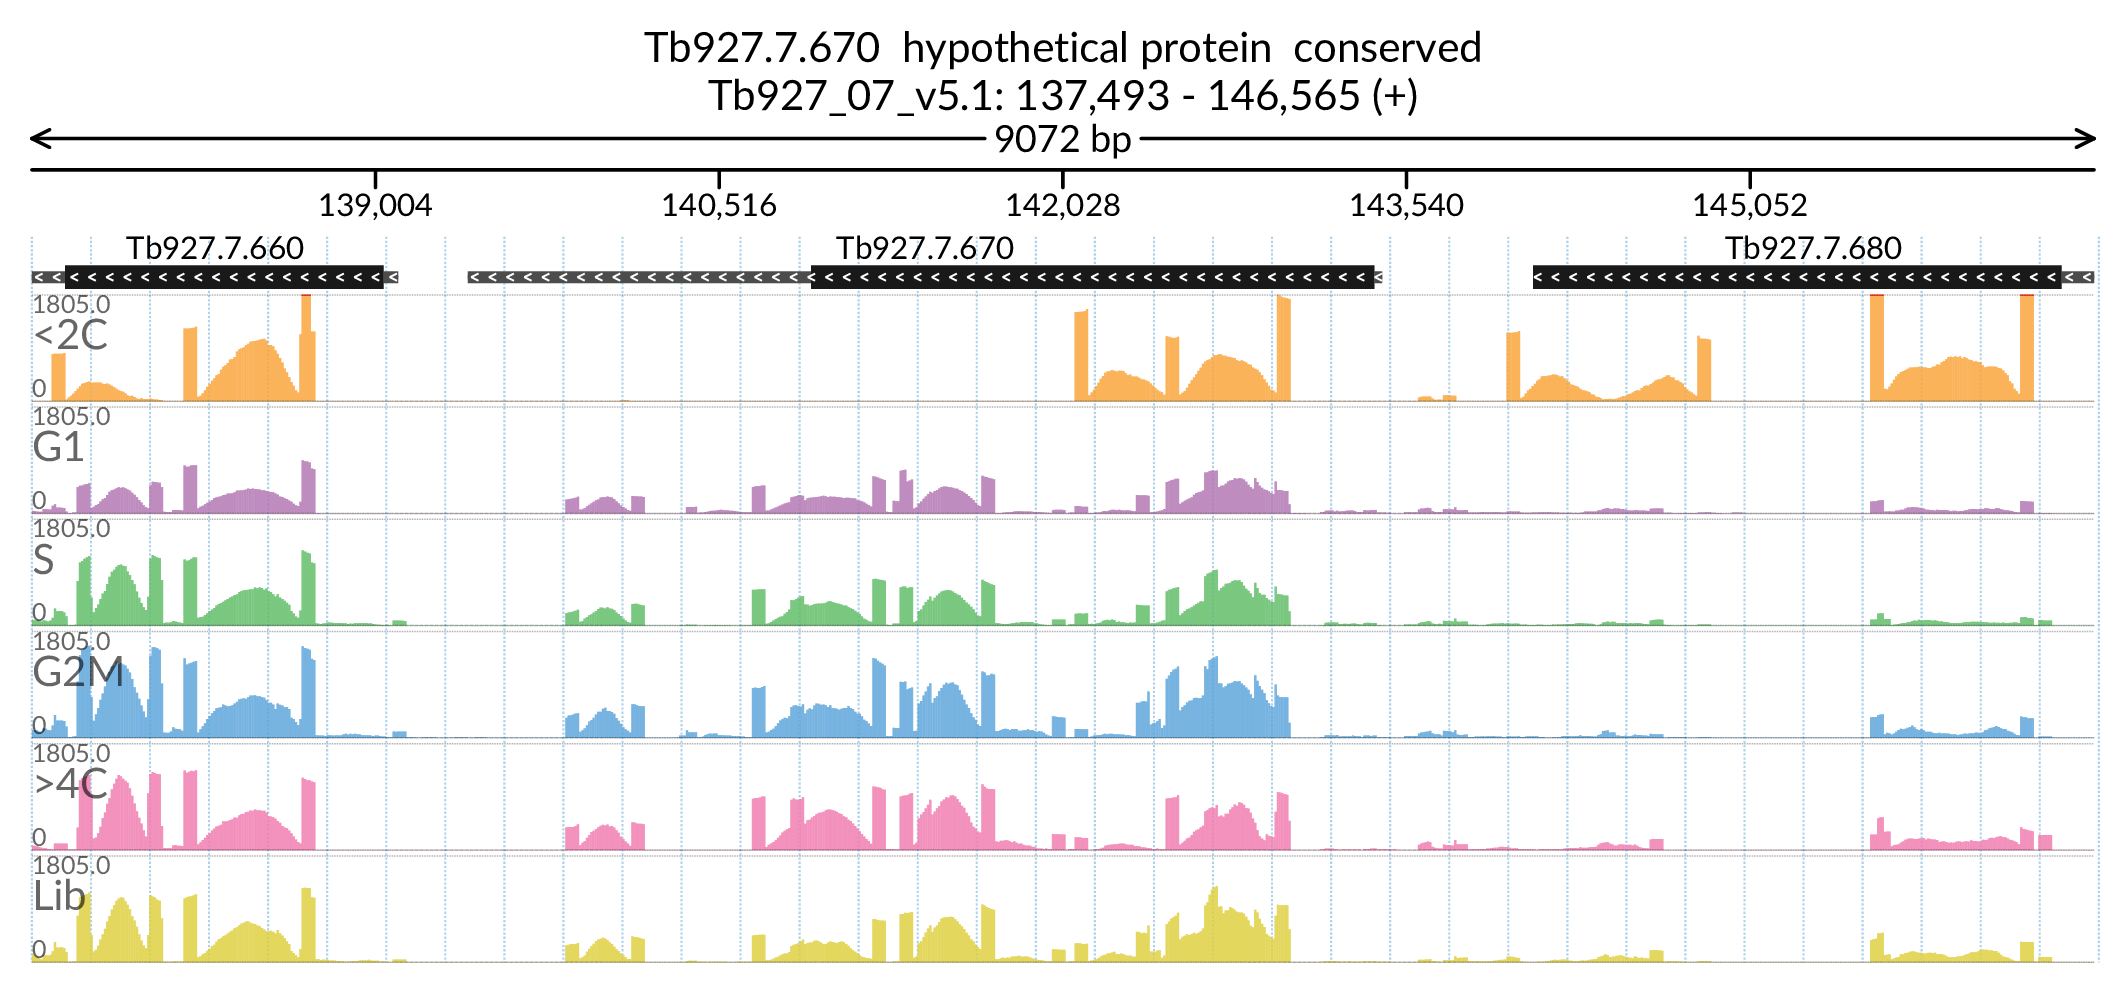 Tb927.7.670  hypothetical protein  conserved
Tb927_07_v5.1: 137,493 - 146,565 (+)
9072 bp
139,004 140,516 142,028 143,540 145,052
Tb927.7.660 Tb927.7.670 Tb927.7.680
1805.0
<2C
0
1805.0
G1
0
1805.0
S
0
1805.0
G2M
0
1805.0
>4C
0
1805.0
Lib
0